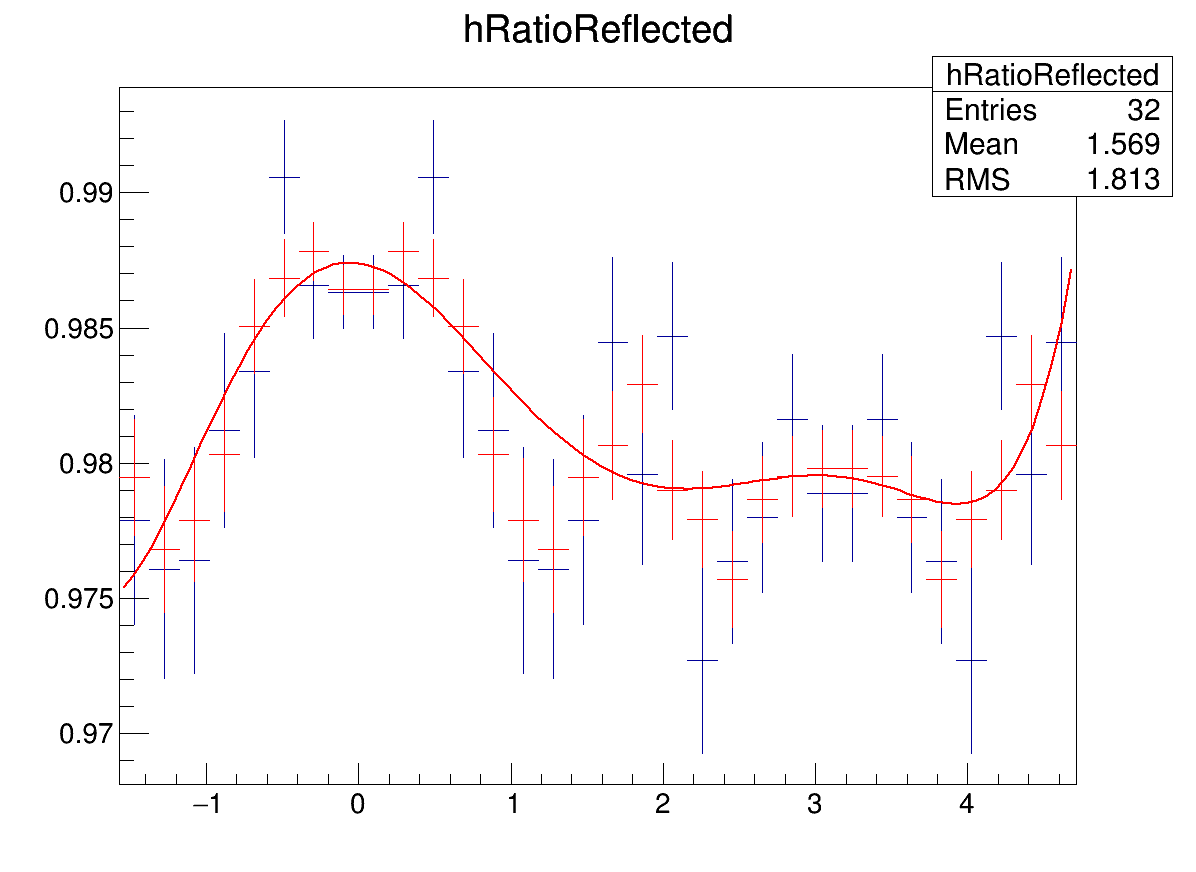 hRatioReflected
hRatioReflected
Entries 32
Mean 1.569
RMS 1.813
0.99
0.985
0.98
0.975
0.97
−1 0 1 2 3 4